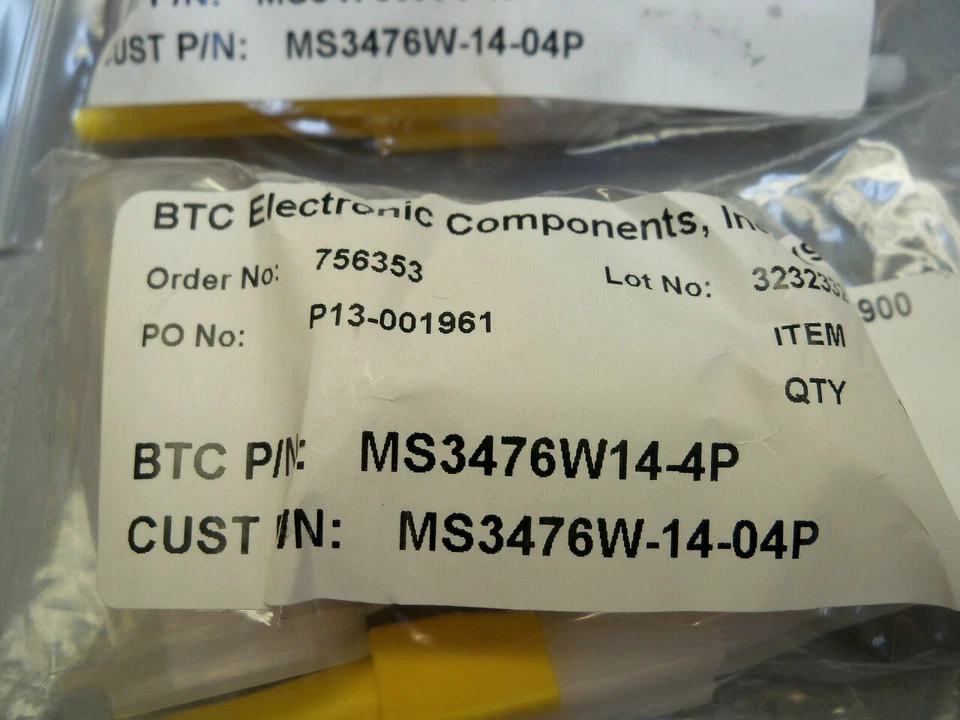 CUST P/N: MS3476W-14-04P
BTC Electronic Components,
Order No: 756353 Lot No:
PO No: P13-001961 ITEM
900
QTY
BTC P/N: MS3476W14-4P
CUST P/N: MS3476W-14-04P